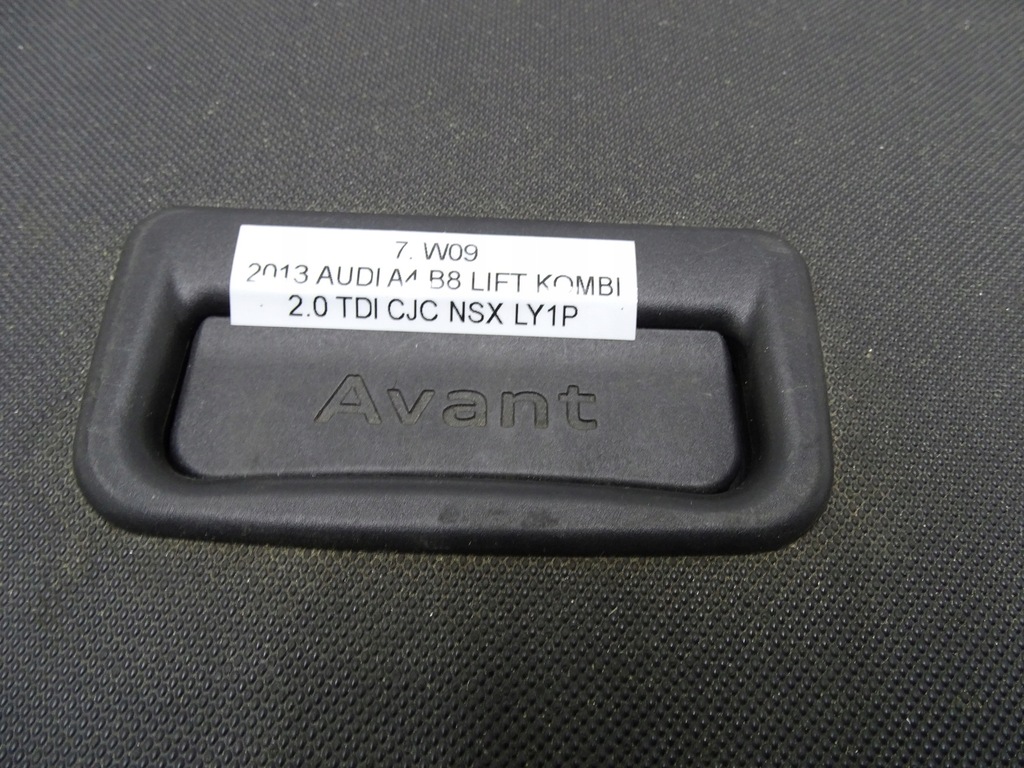 7. W09
2013 AUDI A4 B8 LIFT KOMBI
2.0 TDI CJC NSX LY1P
Avant